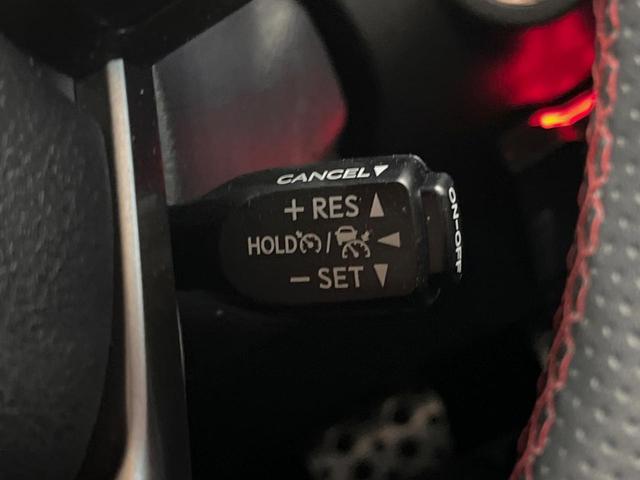 CANCEL▼
+ RES ▲
HOLD / ◀
− SET ▼
ON-OFF